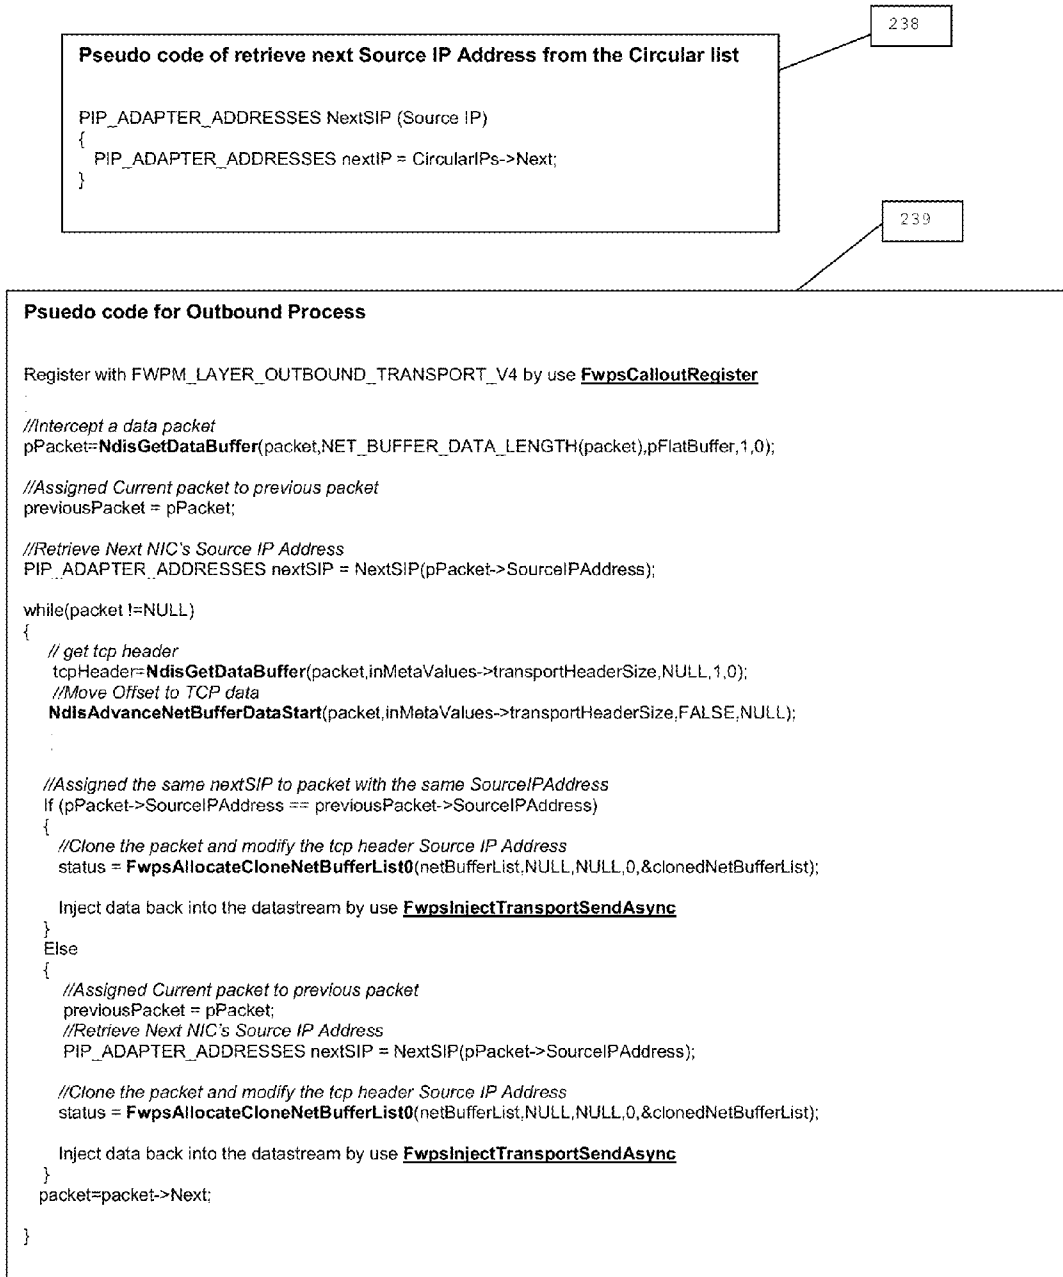 238
Pseudo code of retrieve next Source IP Address from the Circular list
PIP_ADAPTER_ADDRESSES NextSIP (Source IP)
{
PIP_ADAPTER_ADDRESSES nextIP = CircularIPs->Next;
}
239
Psuedo code for Outbound Process
Register with FWPM_LAYER_OUTBOUND_TRANSPORT_V4 by use FwpsCalloutRegister
.
.
//Intercept a data packet
pPacket=NdisGetDataBuffer(packet,NET_BUFFER_DATA_LENGTH(packet),pFlatBuffer,1,0);
//Assigned Current packet to previous packet
previousPacket = pPacket;
//Retrieve Next NIC's Source IP Address
PIP_ADAPTER_ADDRESSES nextSIP = NextSIP(pPacket->SourceIPAddress);
while(packet !=NULL)
{
// get tcp header
tcpHeader=NdisGetDataBuffer(packet,inMetaValues->transportHeaderSize,NULL,1,0);
//Move Offset to TCP data
NdisAdvanceNetBufferDataStart(packet,inMetaValues->transportHeaderSize,FALSE,NULL);
.
.
//Assigned the same nextSIP to packet with the same SourceIPAddress
If (pPacket->SourceIPAddress == previousPacket->SourceIPAddress)
{
//Clone the packet and modify the tcp header Source IP Address
status = FwpsAllocateCloneNetBufferList0(netBufferList,NULL,NULL,0,&clonedNetBufferList);
Inject data back into the datastream by use FwpsInjectTransportSendAsync
}
Else
{
//Assigned Current packet to previous packet
previousPacket = pPacket;
//Retrieve Next NIC's Source IP Address
PIP_ADAPTER_ADDRESSES nextSIP = NextSIP(pPacket->SourceIPAddress);
//Clone the packet and modify the tcp header Source IP Address
status = FwpsAllocateCloneNetBufferList0(netBufferList,NULL,NULL,0,&clonedNetBufferList);
Inject data back into the datastream by use FwpsInjectTransportSendAsync
}
packet=packet->Next;
}